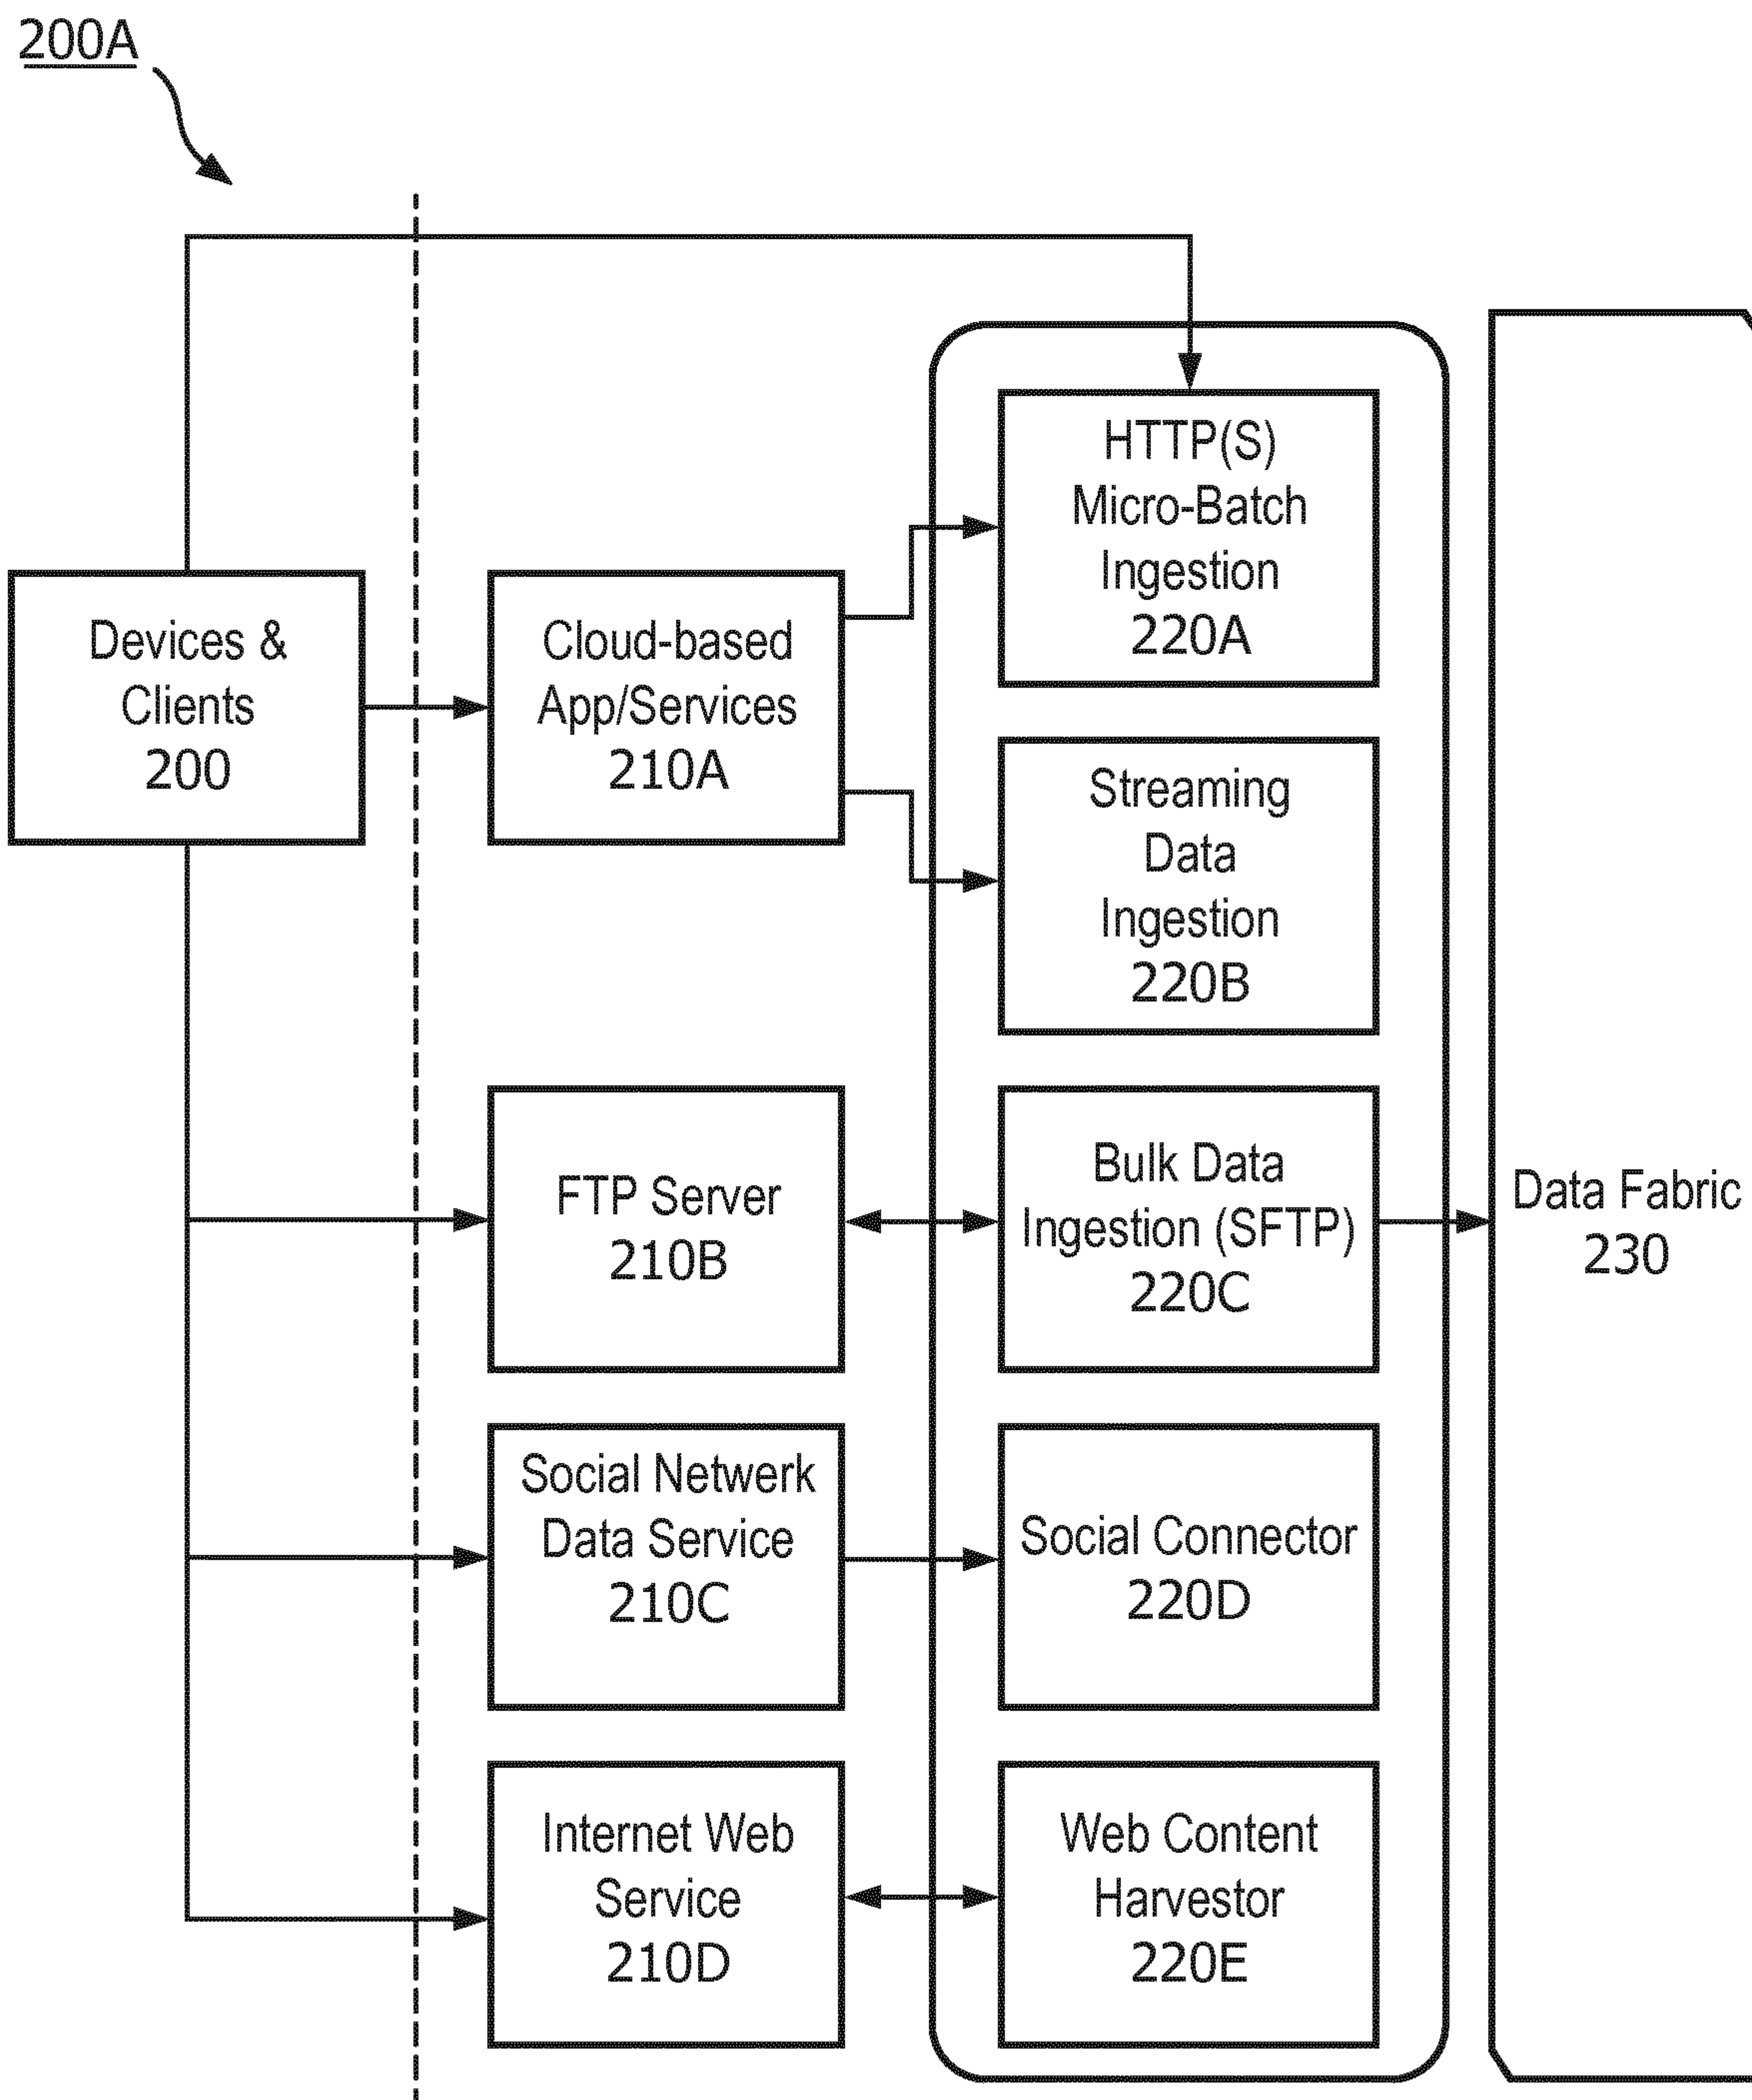 200A
Devices &
Clients
200
Cloud-based
App/Services
210A
FTP Server
210B
Social Netwerk
Data Service
210C
Internet Web
Service
210D
HTTP(S)
Micro-Batch
Ingestion
220A
Streaming
Data
Ingestion
220B
Bulk Data
Ingestion (SFTP)
220C
Social Connector
220D
Web Content
Harvestor
220E
Data Fabric
230